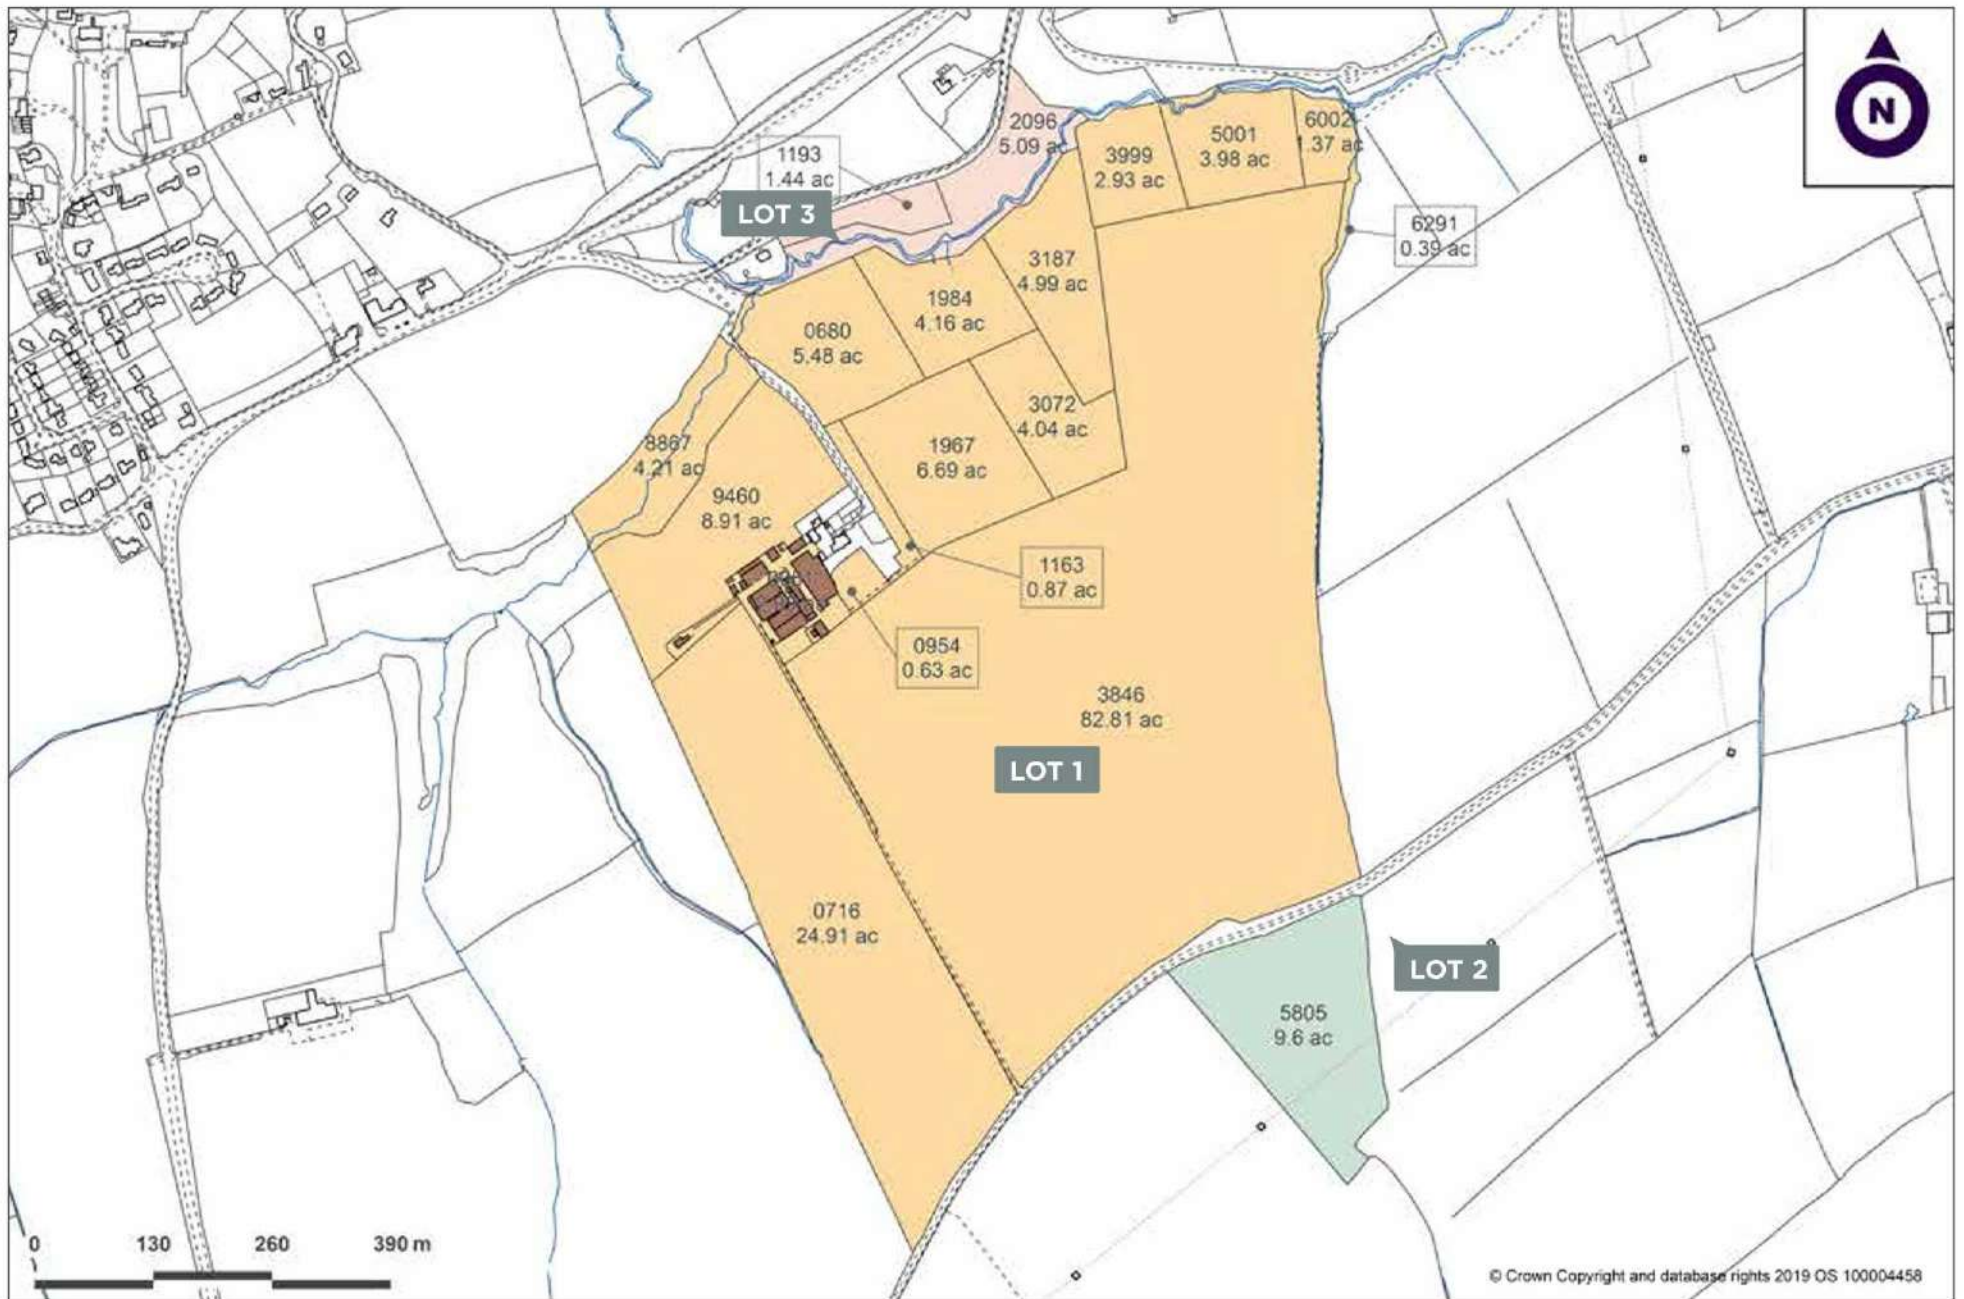 N
2096
5.09 ac
1193
1.44 ac
LOT 3
3999
2.93 ac
5001
3.98 ac
6002
1.37 ac
6291
0.39 ac
3187
4.99 ac
1984
4.16 ac
0680
5.48 ac
3072
4.04 ac
1967
6.69 ac
8867
4.21 ac
9460
8.91 ac
1163
0.87 ac
0954
0.63 ac
3846
82.81 ac
LOT 1
0716
24.91 ac
LOT 2
5805
9.6 ac
0 130 260 390 m
© Crown Copyright and database rights 2019 OS 100004458